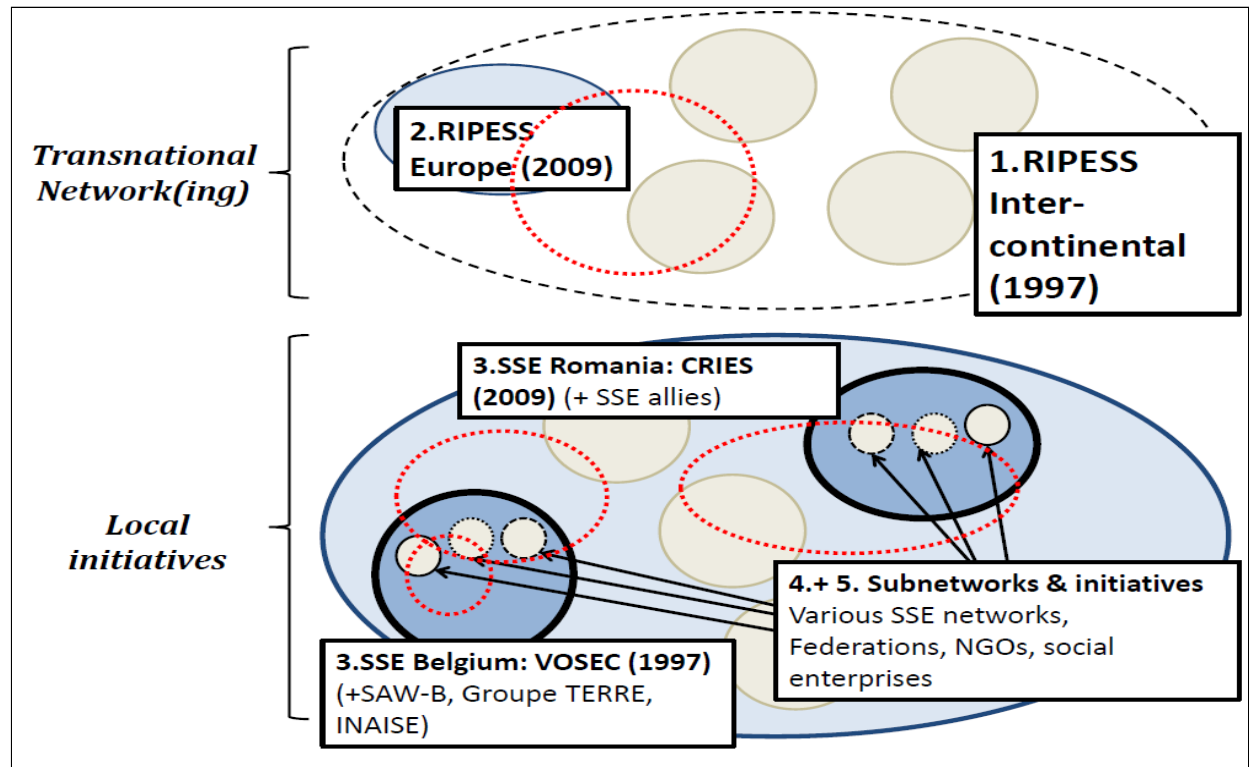 Transnational
Network(ing)
2.RIPESS
Europe (2009)
1.RIPESS
Inter-
continental
(1997)
Local
initiatives
3.SSE Romania: CRIES
(2009) (+ SSE allies)
3.SSE Belgium: VOSEC (1997)
(+SAW-B, Groupe TERRE,
INAISE)
4.+ 5. Subnetworks & initiatives
Various SSE networks,
Federations, NGOs, social
enterprises